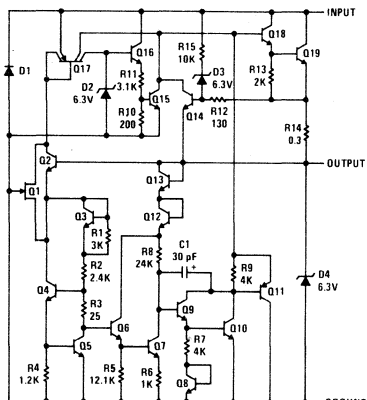 INPUT
Q18
R15
10K
Q16
Q19
Q17
D3
6.3V
R11
3.1K
R13
2K
D1
D2
6.3V
Q15
Q14
R12
130
R10
200
R14
0.3
Q2
OUTPUT
Q13
Q1
Q3
Q12
R1
3K
C1
30 pF
R8
24K
+
R2
2.4K
R9
4K
D4
6.3V
Q4
Q11
R3
25
Q9
Q6
Q10
R7
4K
Q5
Q7
R4
1.2K
R5
12.1K
R6
1K
Q8